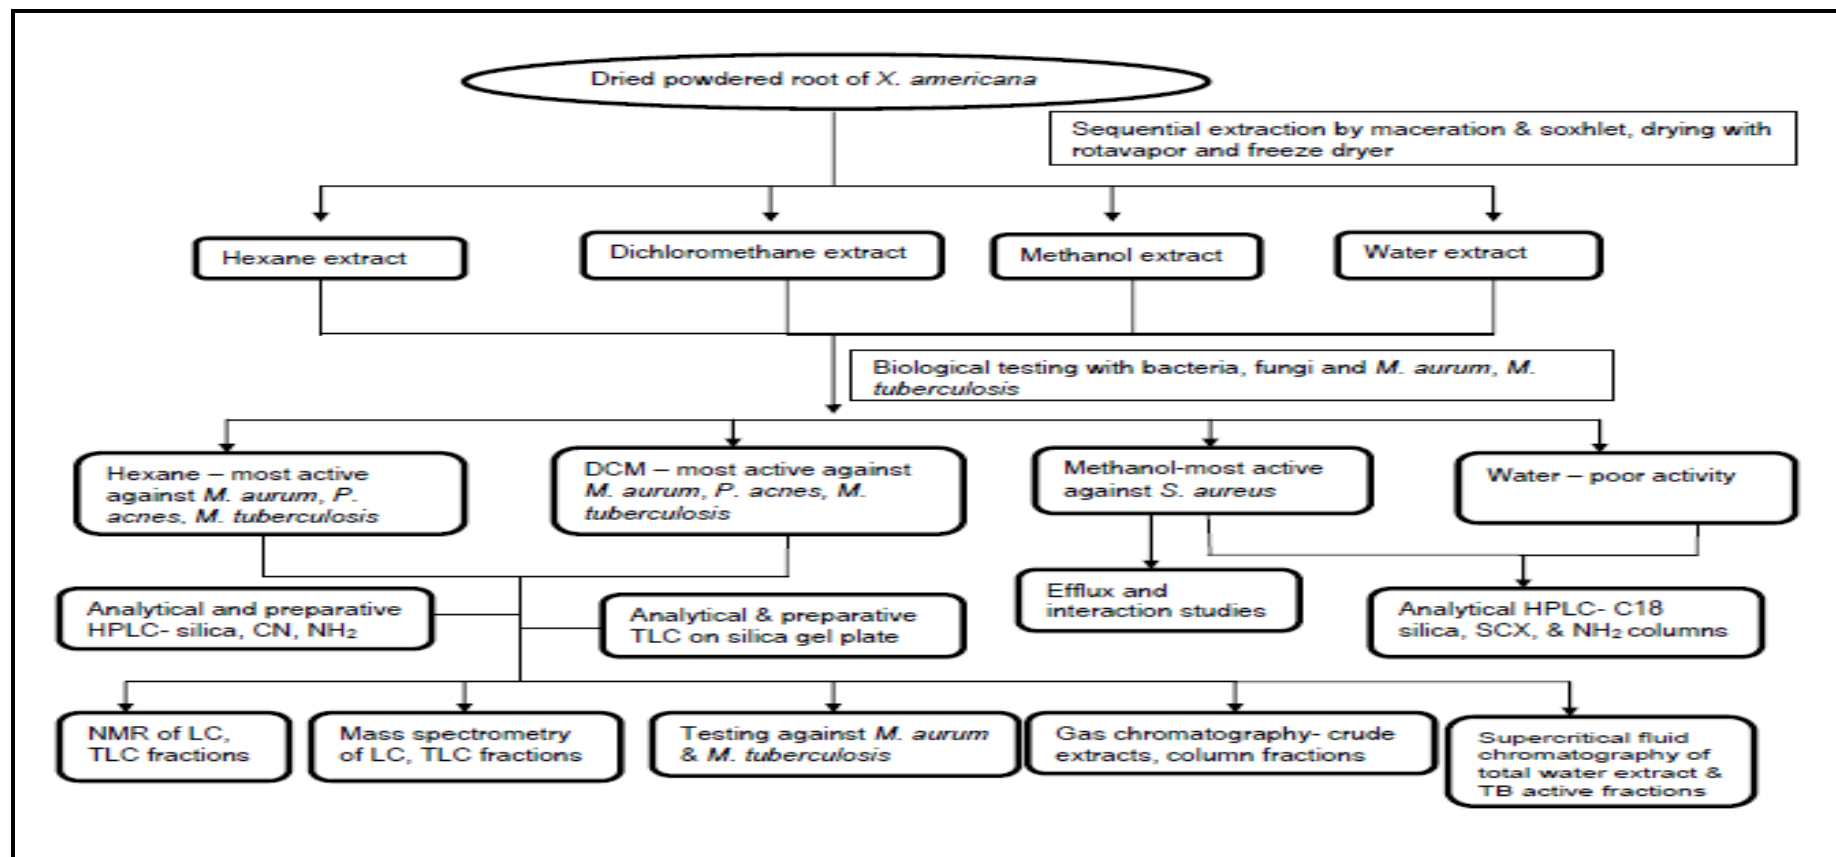 Dried powdered root of X. americana
Sequential extraction by maceration & soxhlet, drying with
rotavapor and freeze dryer
Hexane extract
Dichloromethane extract
Methanol extract
Water extract
Biological testing with bacteria, fungi and M. aurum, M.
tuberculosis
Hexane – most active
against M. aurum, P.
acnes, M. tuberculosis
DCM – most active against
M. aurum, P. acnes, M.
tuberculosis
Methanol-most active
against S. aureus
Water – poor activity
Analytical and preparative
HPLC- silica, CN, NH₂
Analytical & preparative
TLC on silica gel plate
Efflux and
interaction studies
Analytical HPLC- C18
silica, SCX, & NH₂ columns
NMR of LC,
TLC fractions
Mass spectrometry
of LC, TLC fractions
Testing against M. aurum
& M. tuberculosis
Gas chromatography- crude
extracts, column fractions
Supercritical fluid
chromatography of
total water extract &
TB active fractions